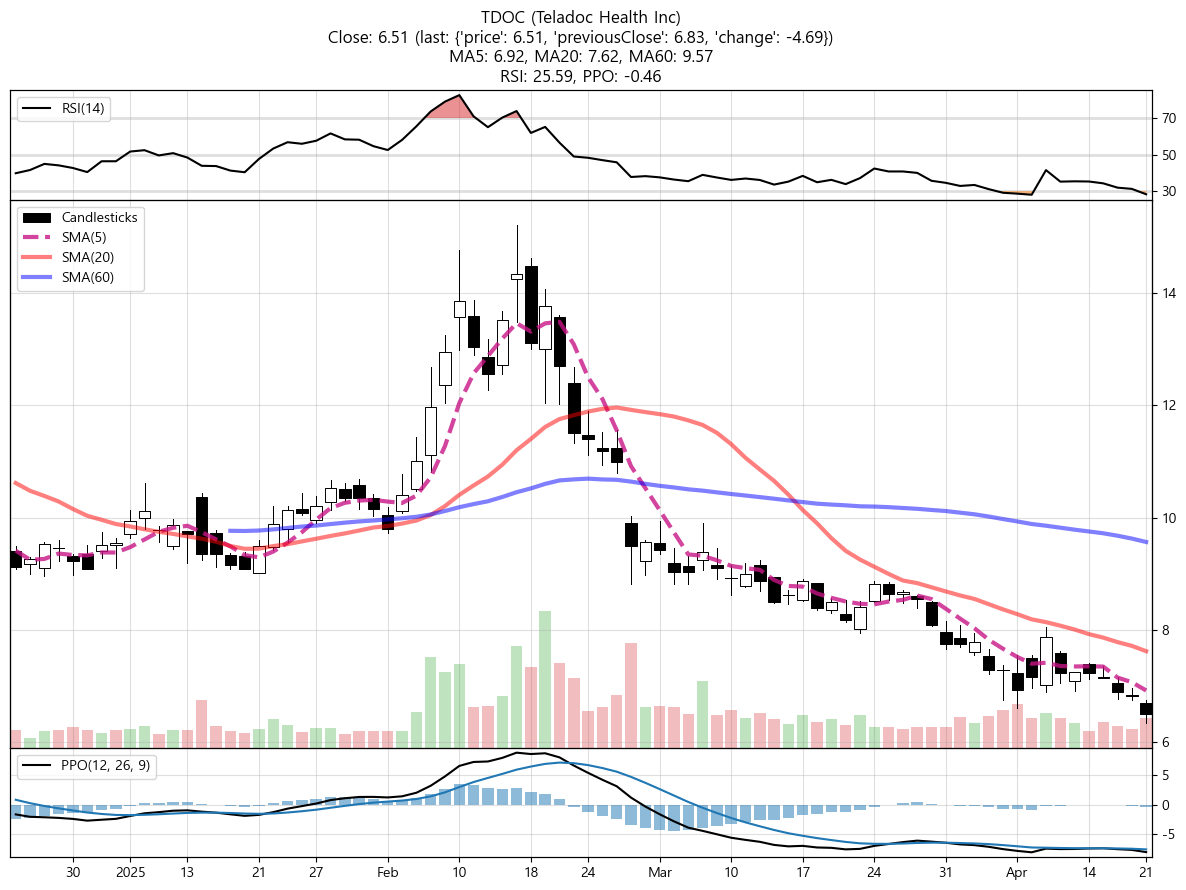 TDOC (Teladoc Health Inc)
Close: 6.51 (last: {'price': 6.51, 'previousClose': 6.83, 'change': -4.69})
MA5: 6.92, MA20: 7.62, MA60: 9.57
RSI: 25.59, PPO: -0.46
RSI(14)
70
50
30
Candlesticks
SMA(5)
SMA(20)
SMA(60)
14
12
10
8
6
PPO(12, 26, 9)
5
0
-5
30 2025 13 21 27 Feb 10 18 24 Mar 10 17 24 31 Apr 14 21